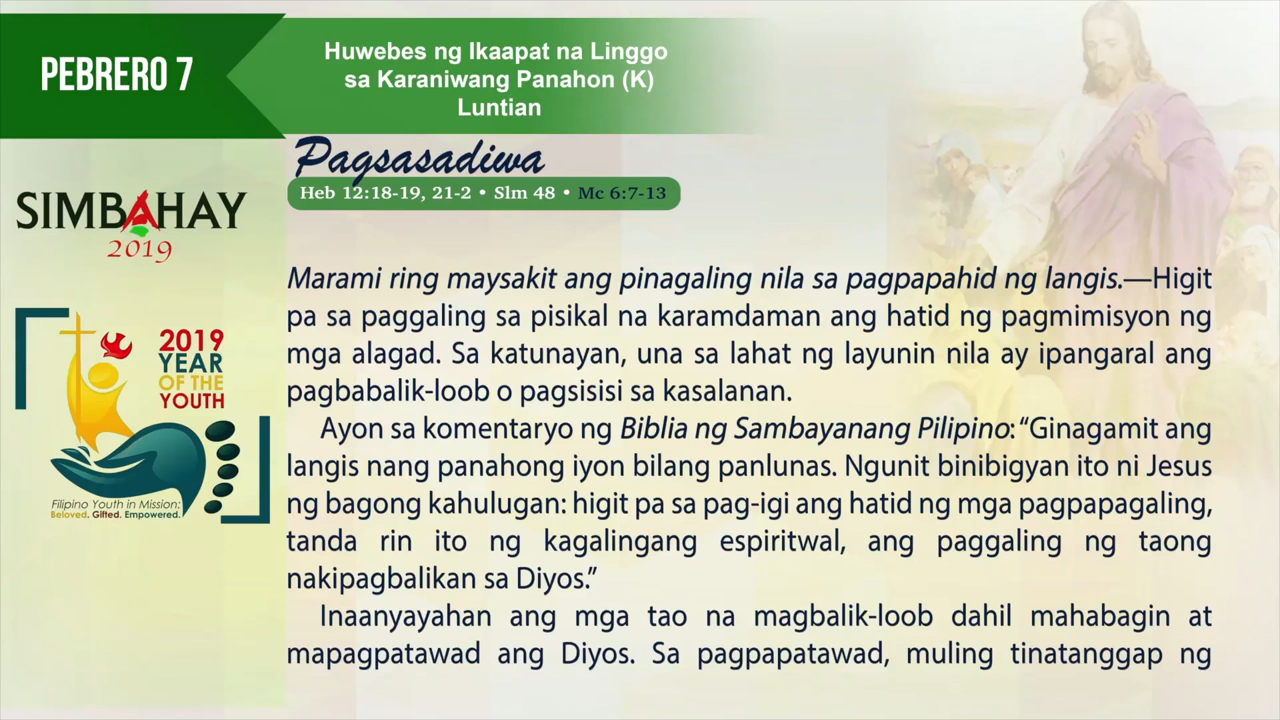 PEBRERO 7
Huwebes ng Ikaapat na Linggo
sa Karaniwang Panahon (K)
Luntian
Pagsasadiwa
Heb 12:18-19, 21-2 • Slm 48 • Mc 6:7-13
SIMBAHAY
2019
2019
YEAR
OF THE
YOUTH
Filipino Youth in Mission:
Beloved. Gifted. Empowered.
Marami ring maysakit ang pinagaling nila sa pagpapahid ng langis.—Higit
pa sa paggaling sa pisikal na karamdaman ang hatid ng pagmimisyon ng
mga alagad. Sa katunayan, una sa lahat ng layunin nila ay ipangaral ang
pagbabalik-loob o pagsisisi sa kasalanan.
Ayon sa komentaryo ng Biblia ng Sambayanang Pilipino: “Ginagamit ang
langis nang panahong iyon bilang panlunas. Ngunit binibigyan ito ni Jesus
ng bagong kahulugan: higit pa sa pag-igi ang hatid ng mga pagpapagaling,
tanda rin ito ng kagalingang espiritwal, ang paggaling ng taong
nakipagbalikan sa Diyos.”
Inaanyayahan ang mga tao na magbalik-loob dahil mahabagin at
mapagpatawad ang Diyos. Sa pagpapatawad, muling tinatanggap ng